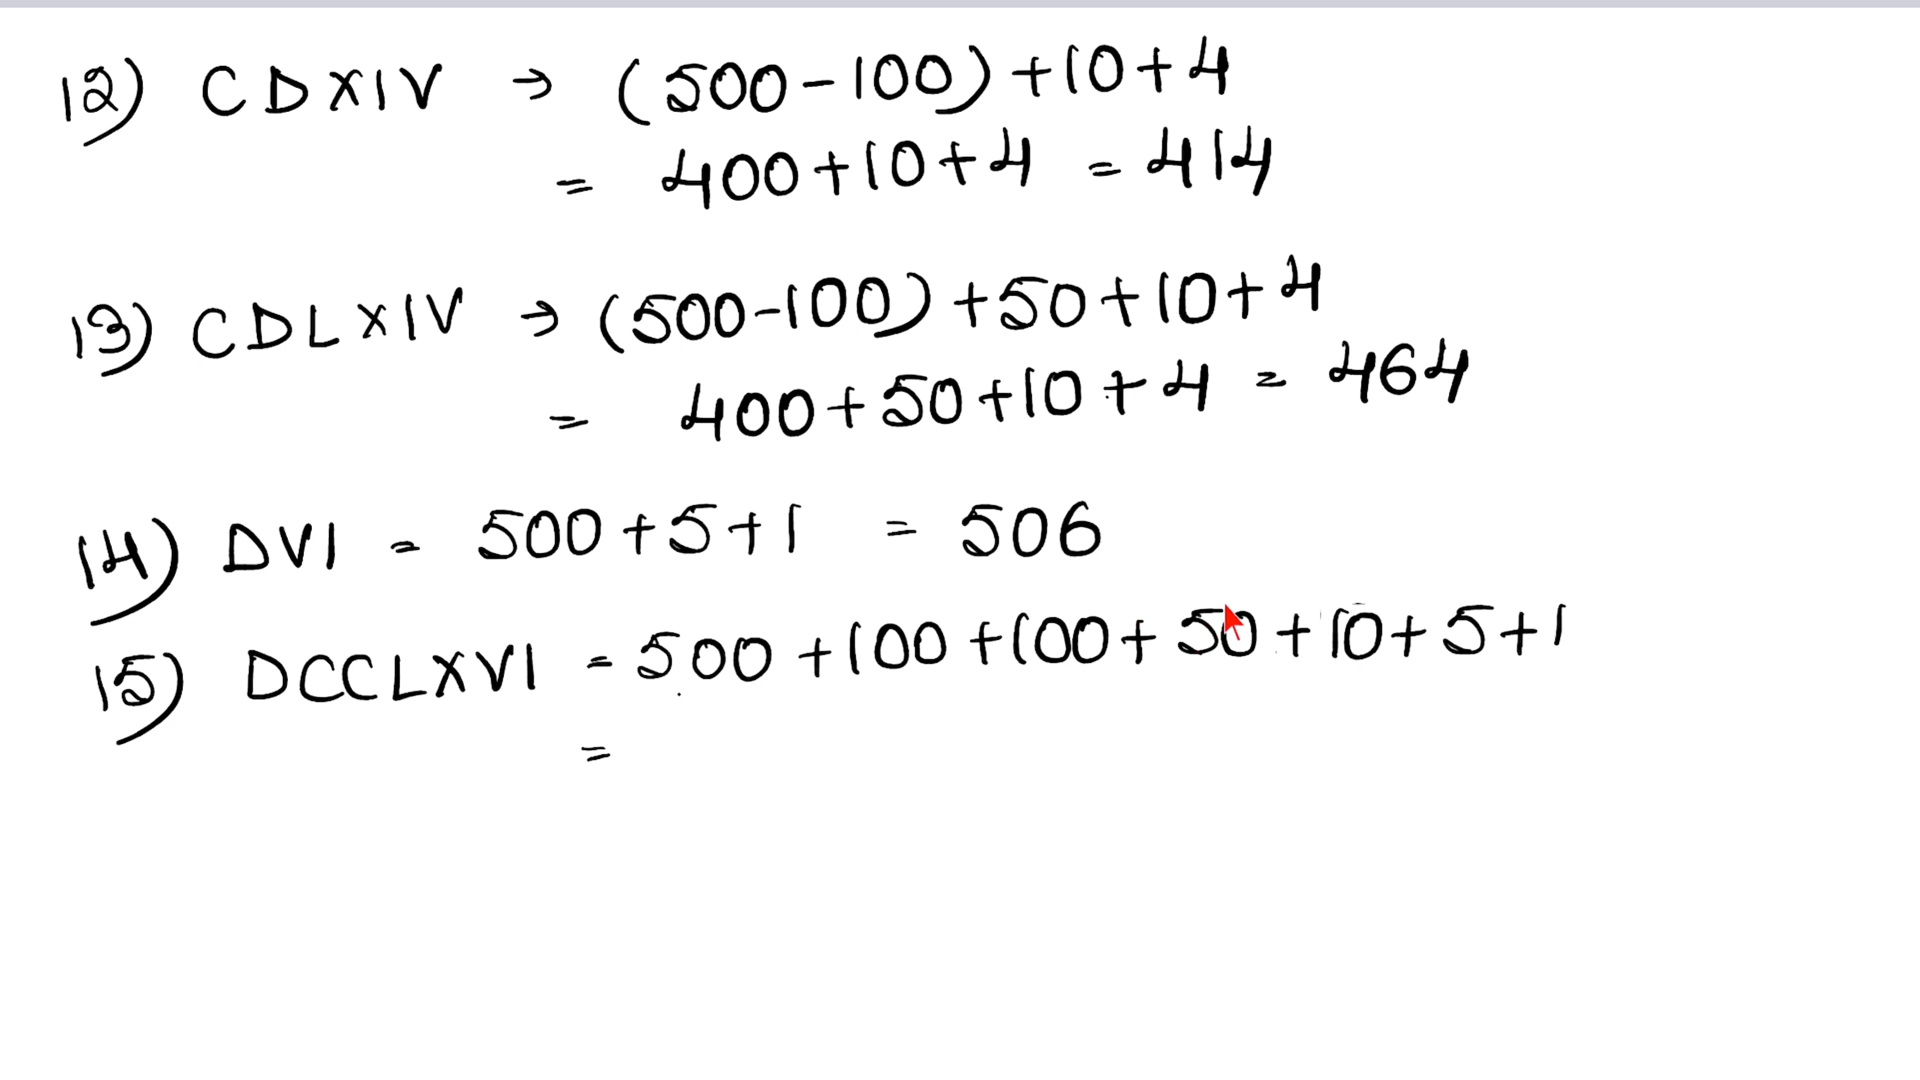 12) CDXIV → (500-100)+10+4
= 400+10+4 = 414
13) CDLXIV → (500-100)+50+10+4
= 400+50+10+4 = 464
14) DVI = 500+5+1 = 506
15) DCCLXVI = 500+100+100+50+10+5+1
=